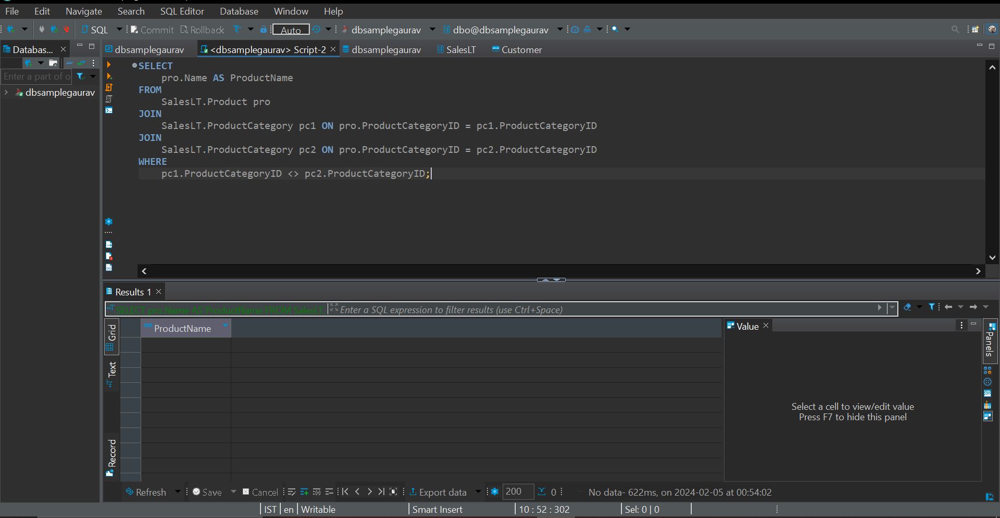 File Edit Navigate Search SQL Editor Database Window Help
SQL Commit Rollback Auto dbsamplegaurav dbo@dbsamplegaurav
Databas... dbsamplegaurav <dbsamplegaurav> Script-2 dbsamplegaurav SalesLT Customer
Enter a part of o
dbsamplegaurav
SELECT
pro.Name AS ProductName
FROM
SalesLT.Product pro
JOIN
SalesLT.ProductCategory pc1 ON pro.ProductCategoryID = pc1.ProductCategoryID
JOIN
SalesLT.ProductCategory pc2 ON pro.ProductCategoryID = pc2.ProductCategoryID
WHERE
pc1.ProductCategoryID <> pc2.ProductCategoryID;
Results 1
SELECT pro.Name AS ProductName FROM SalesLT. Enter a SQL expression to filter results (use Ctrl+Space)
Grid
Text
Record
ProductName
Value
Panels
Select a cell to view/edit value
Press F7 to hide this panel
Refresh Save Cancel Export data 200 0 No data- 622ms, on 2024-02-05 at 00:54:02
IST en Writable Smart Insert 10 : 52 : 302 Sel: 0 | 0